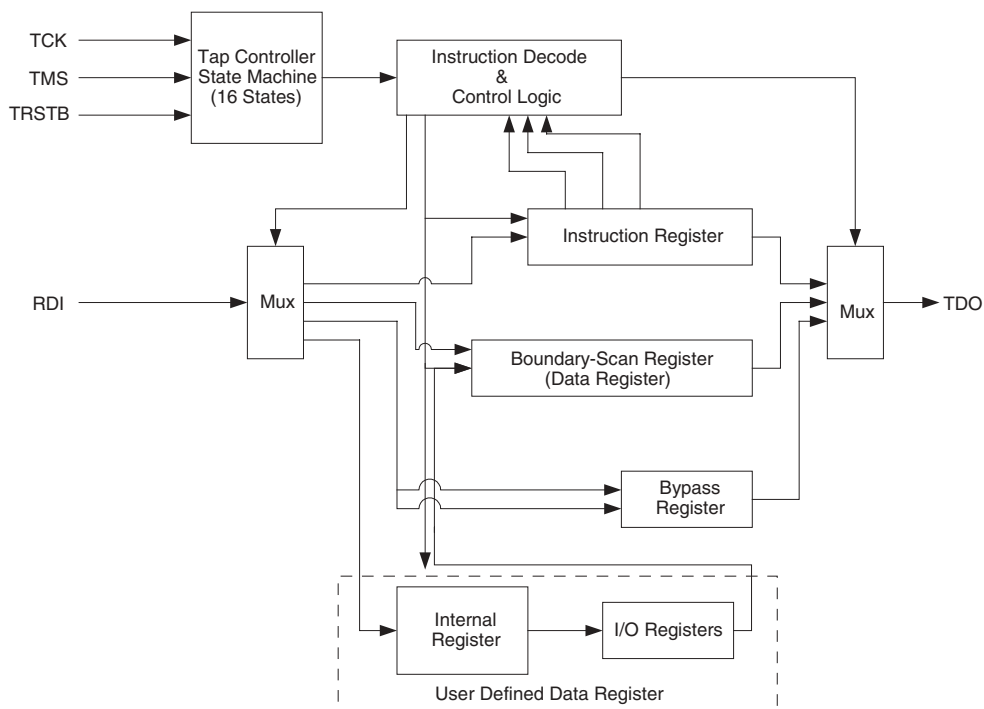 TCK
TMS
TRSTB
Tap Controller
State Machine
(16 States)
Instruction Decode
&
Control Logic
Instruction Register
RDI
Mux
Mux
TDO
Boundary-Scan Register
(Data Register)
Bypass
Register
Internal
Register
I/O Registers
User Defined Data Register